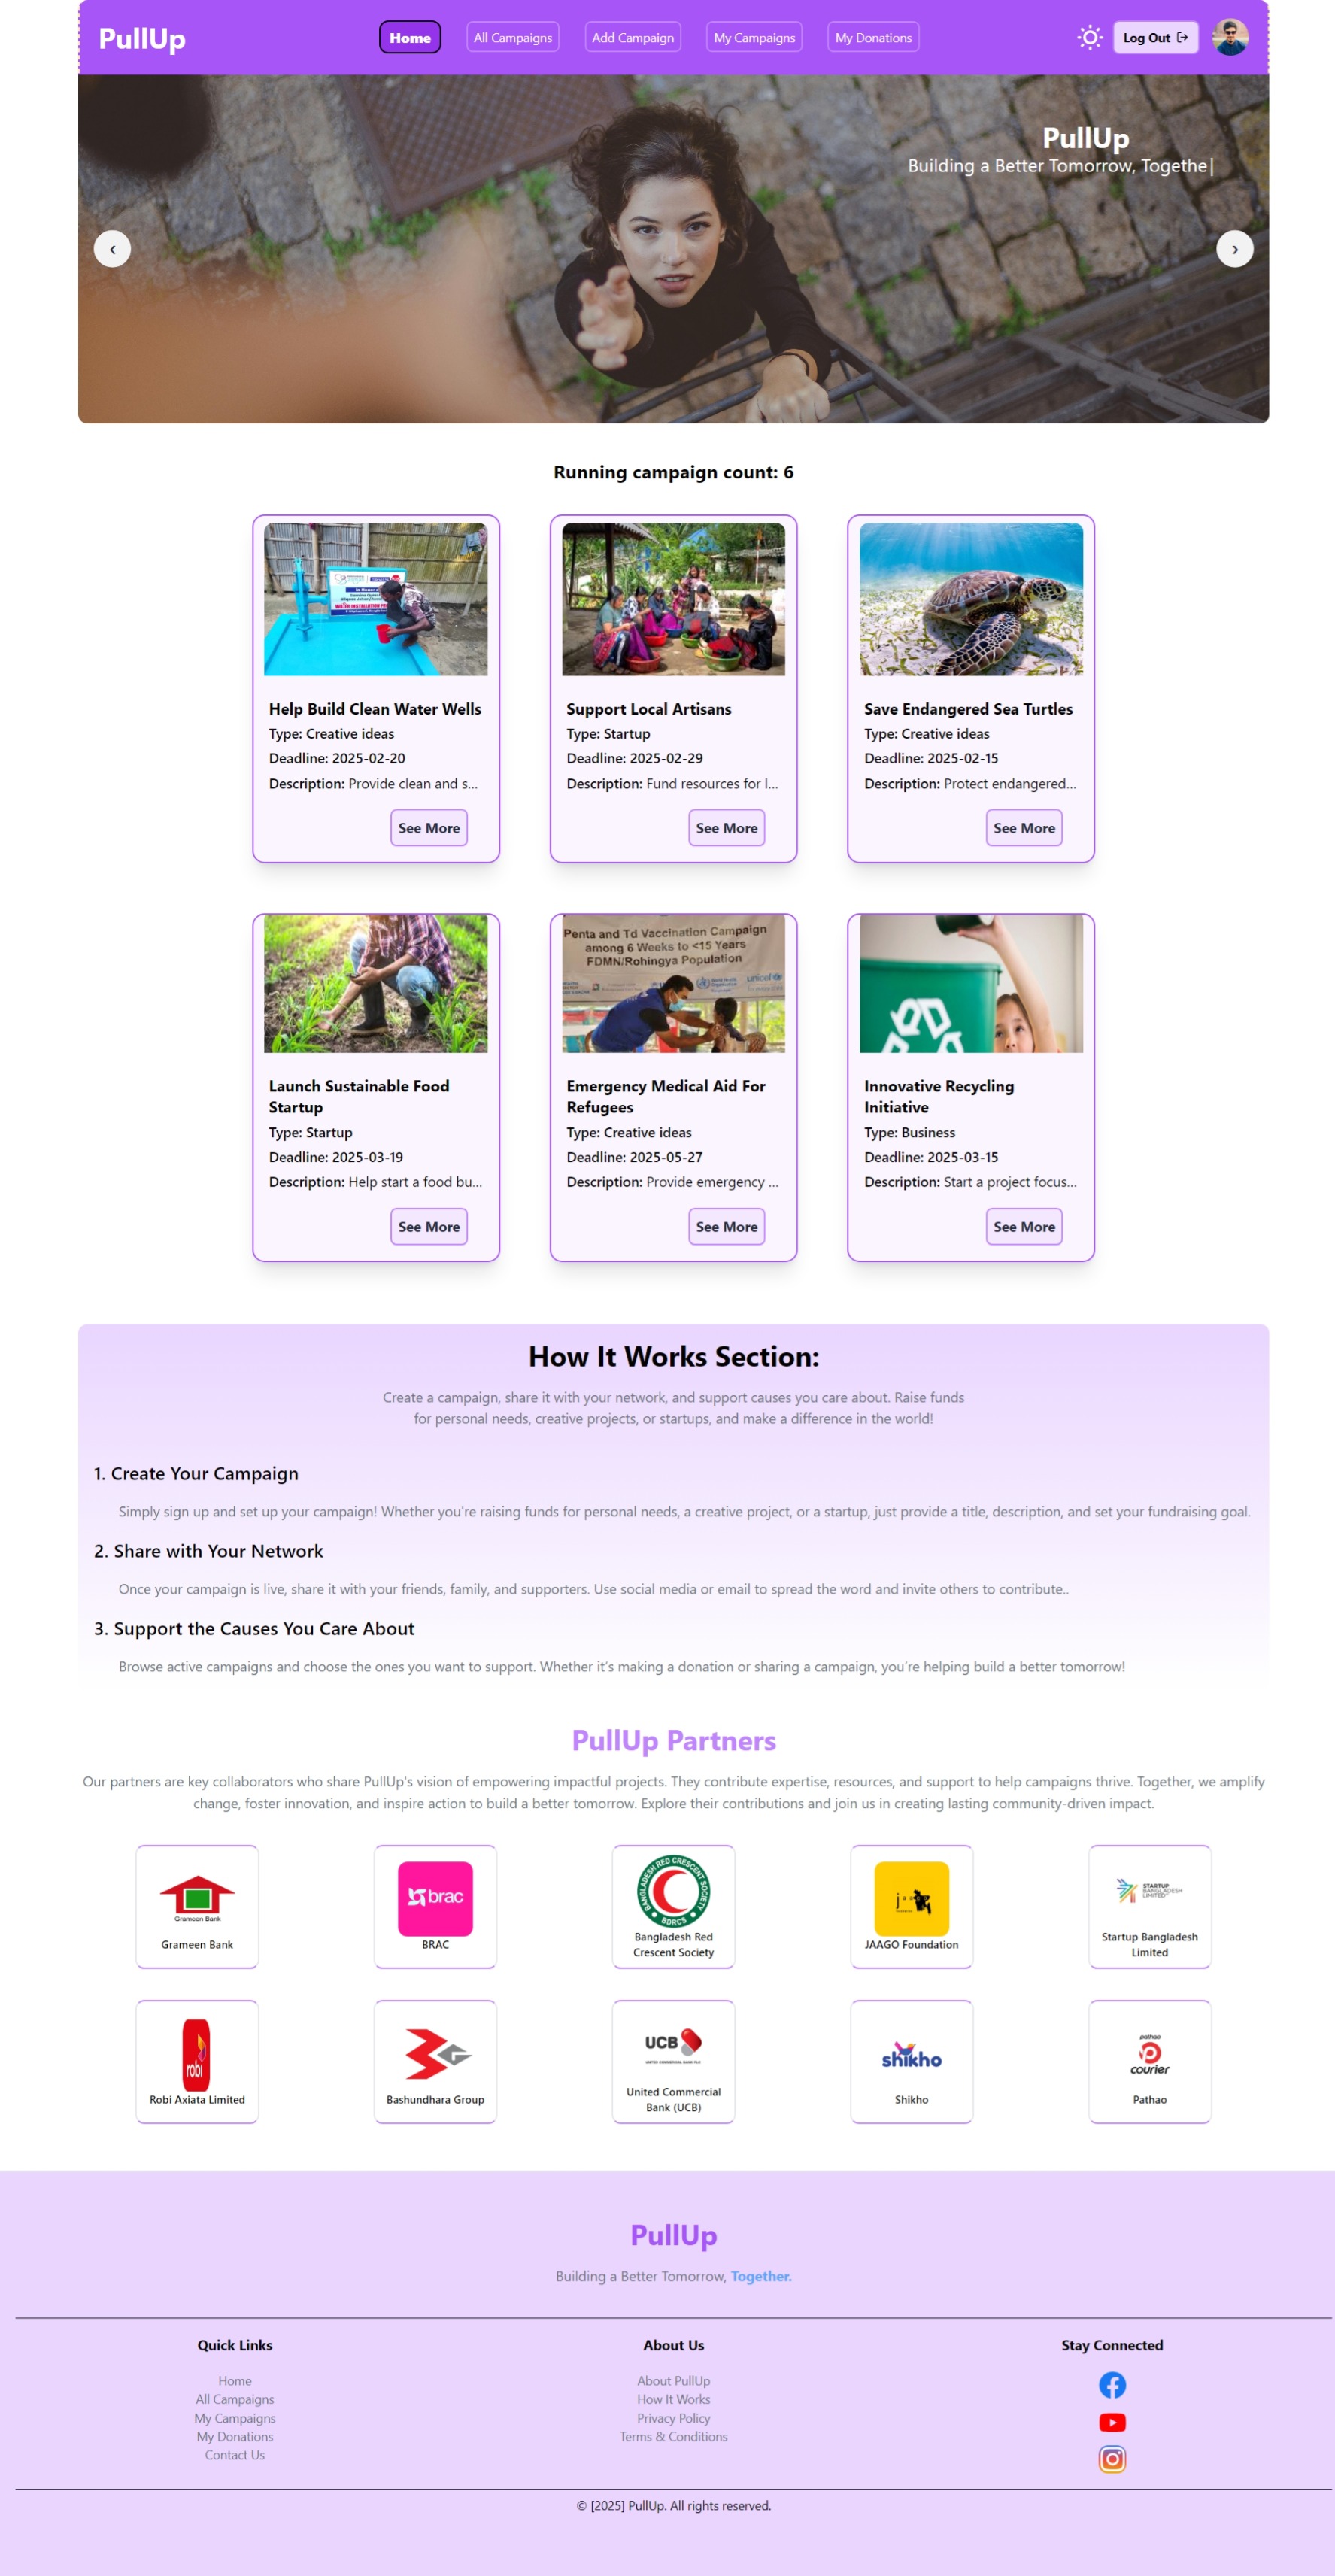 PullUp
Home
All Campaigns
Add Campaign
My Campaigns
My Donations
Log Out
PullUp
Building a Better Tomorrow, Togethe|
‹
›
Running campaign count: 6
Help Build Clean Water Wells
Type: Creative ideas
Deadline: 2025-02-20
Description: Provide clean and s...
See More
Support Local Artisans
Type: Startup
Deadline: 2025-02-29
Description: Fund resources for l...
See More
Save Endangered Sea Turtles
Type: Creative ideas
Deadline: 2025-02-15
Description: Protect endangered...
See More
Launch Sustainable Food
Startup
Type: Startup
Deadline: 2025-03-19
Description: Help start a food bu...
See More
Penta and Td Vaccination Campaign
among 6 Weeks to <15 Years
FDMN/Rohingya Population
unicef
Emergency Medical Aid For
Refugees
Type: Creative ideas
Deadline: 2025-05-27
Description: Provide emergency ...
See More
Innovative Recycling
Initiative
Type: Business
Deadline: 2025-03-15
Description: Start a project focus...
See More
How It Works Section:
Create a campaign, share it with your network, and support causes you care about. Raise funds
for personal needs, creative projects, or startups, and make a difference in the world!
1. Create Your Campaign
Simply sign up and set up your campaign! Whether you're raising funds for personal needs, a creative project, or a startup, just provide a title, description, and set your fundraising goal.
2. Share with Your Network
Once your campaign is live, share it with your friends, family, and supporters. Use social media or email to spread the word and invite others to contribute..
3. Support the Causes You Care About
Browse active campaigns and choose the ones you want to support. Whether it's making a donation or sharing a campaign, you're helping build a better tomorrow!
PullUp Partners
Our partners are key collaborators who share PullUp's vision of empowering impactful projects. They contribute expertise, resources, and support to help campaigns thrive. Together, we amplify
change, foster innovation, and inspire action to build a better tomorrow. Explore their contributions and join us in creating lasting community-driven impact.
Grameen Bank
Grameen Bank
brac
BRAC
BANGLADESH RED CRESCENT SOCIETY
BDRCS
Bangladesh Red
Crescent Society
JAAGO Foundation
STARTUP
BANGLADESH
LIMITED
Startup Bangladesh
Limited
robi
Robi Axiata Limited
Bashundhara Group
UCB
UNITED COMMERCIAL BANK PLC
United Commercial
Bank (UCB)
shikho
Shikho
pathao
courier
Pathao
PullUp
Building a Better Tomorrow, Together.
Quick Links
Home
All Campaigns
My Campaigns
My Donations
Contact Us
About Us
About PullUp
How It Works
Privacy Policy
Terms & Conditions
Stay Connected
© [2025] PullUp. All rights reserved.